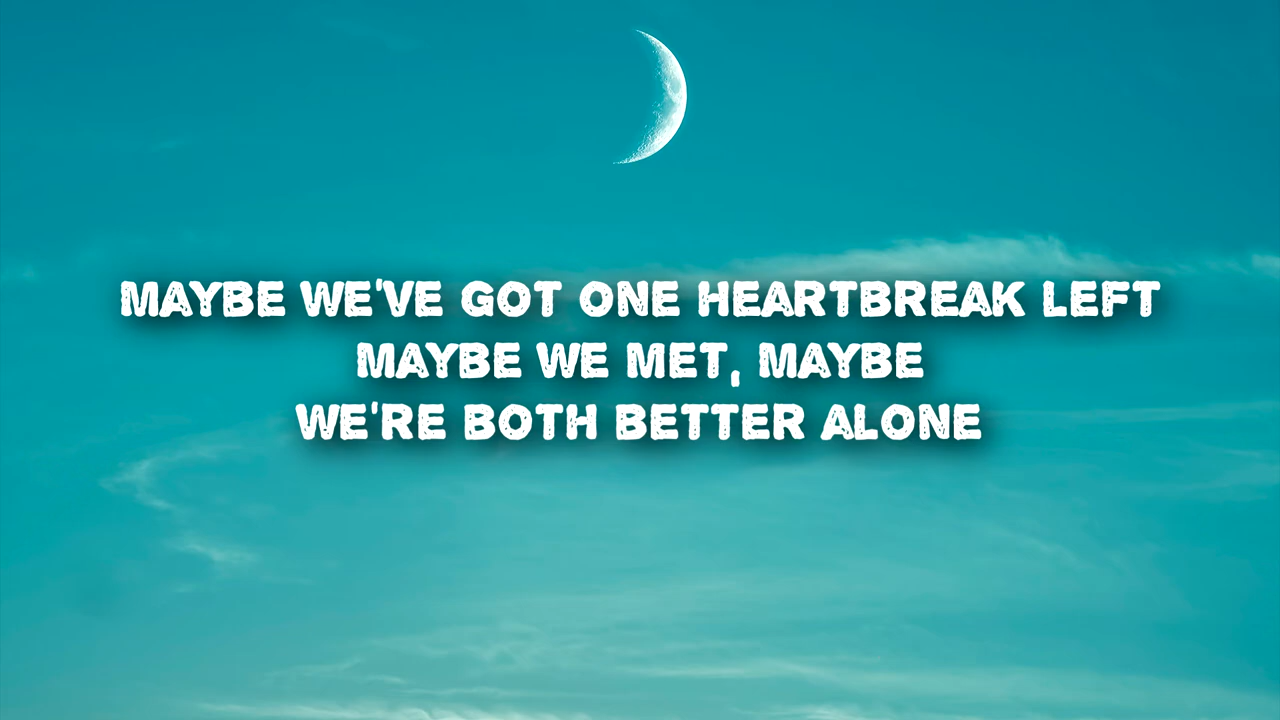 MAYBE WE'VE GOT ONE HEARTBREAK LEFT
MAYBE WE MET, MAYBE
WE'RE BOTH BETTER ALONE